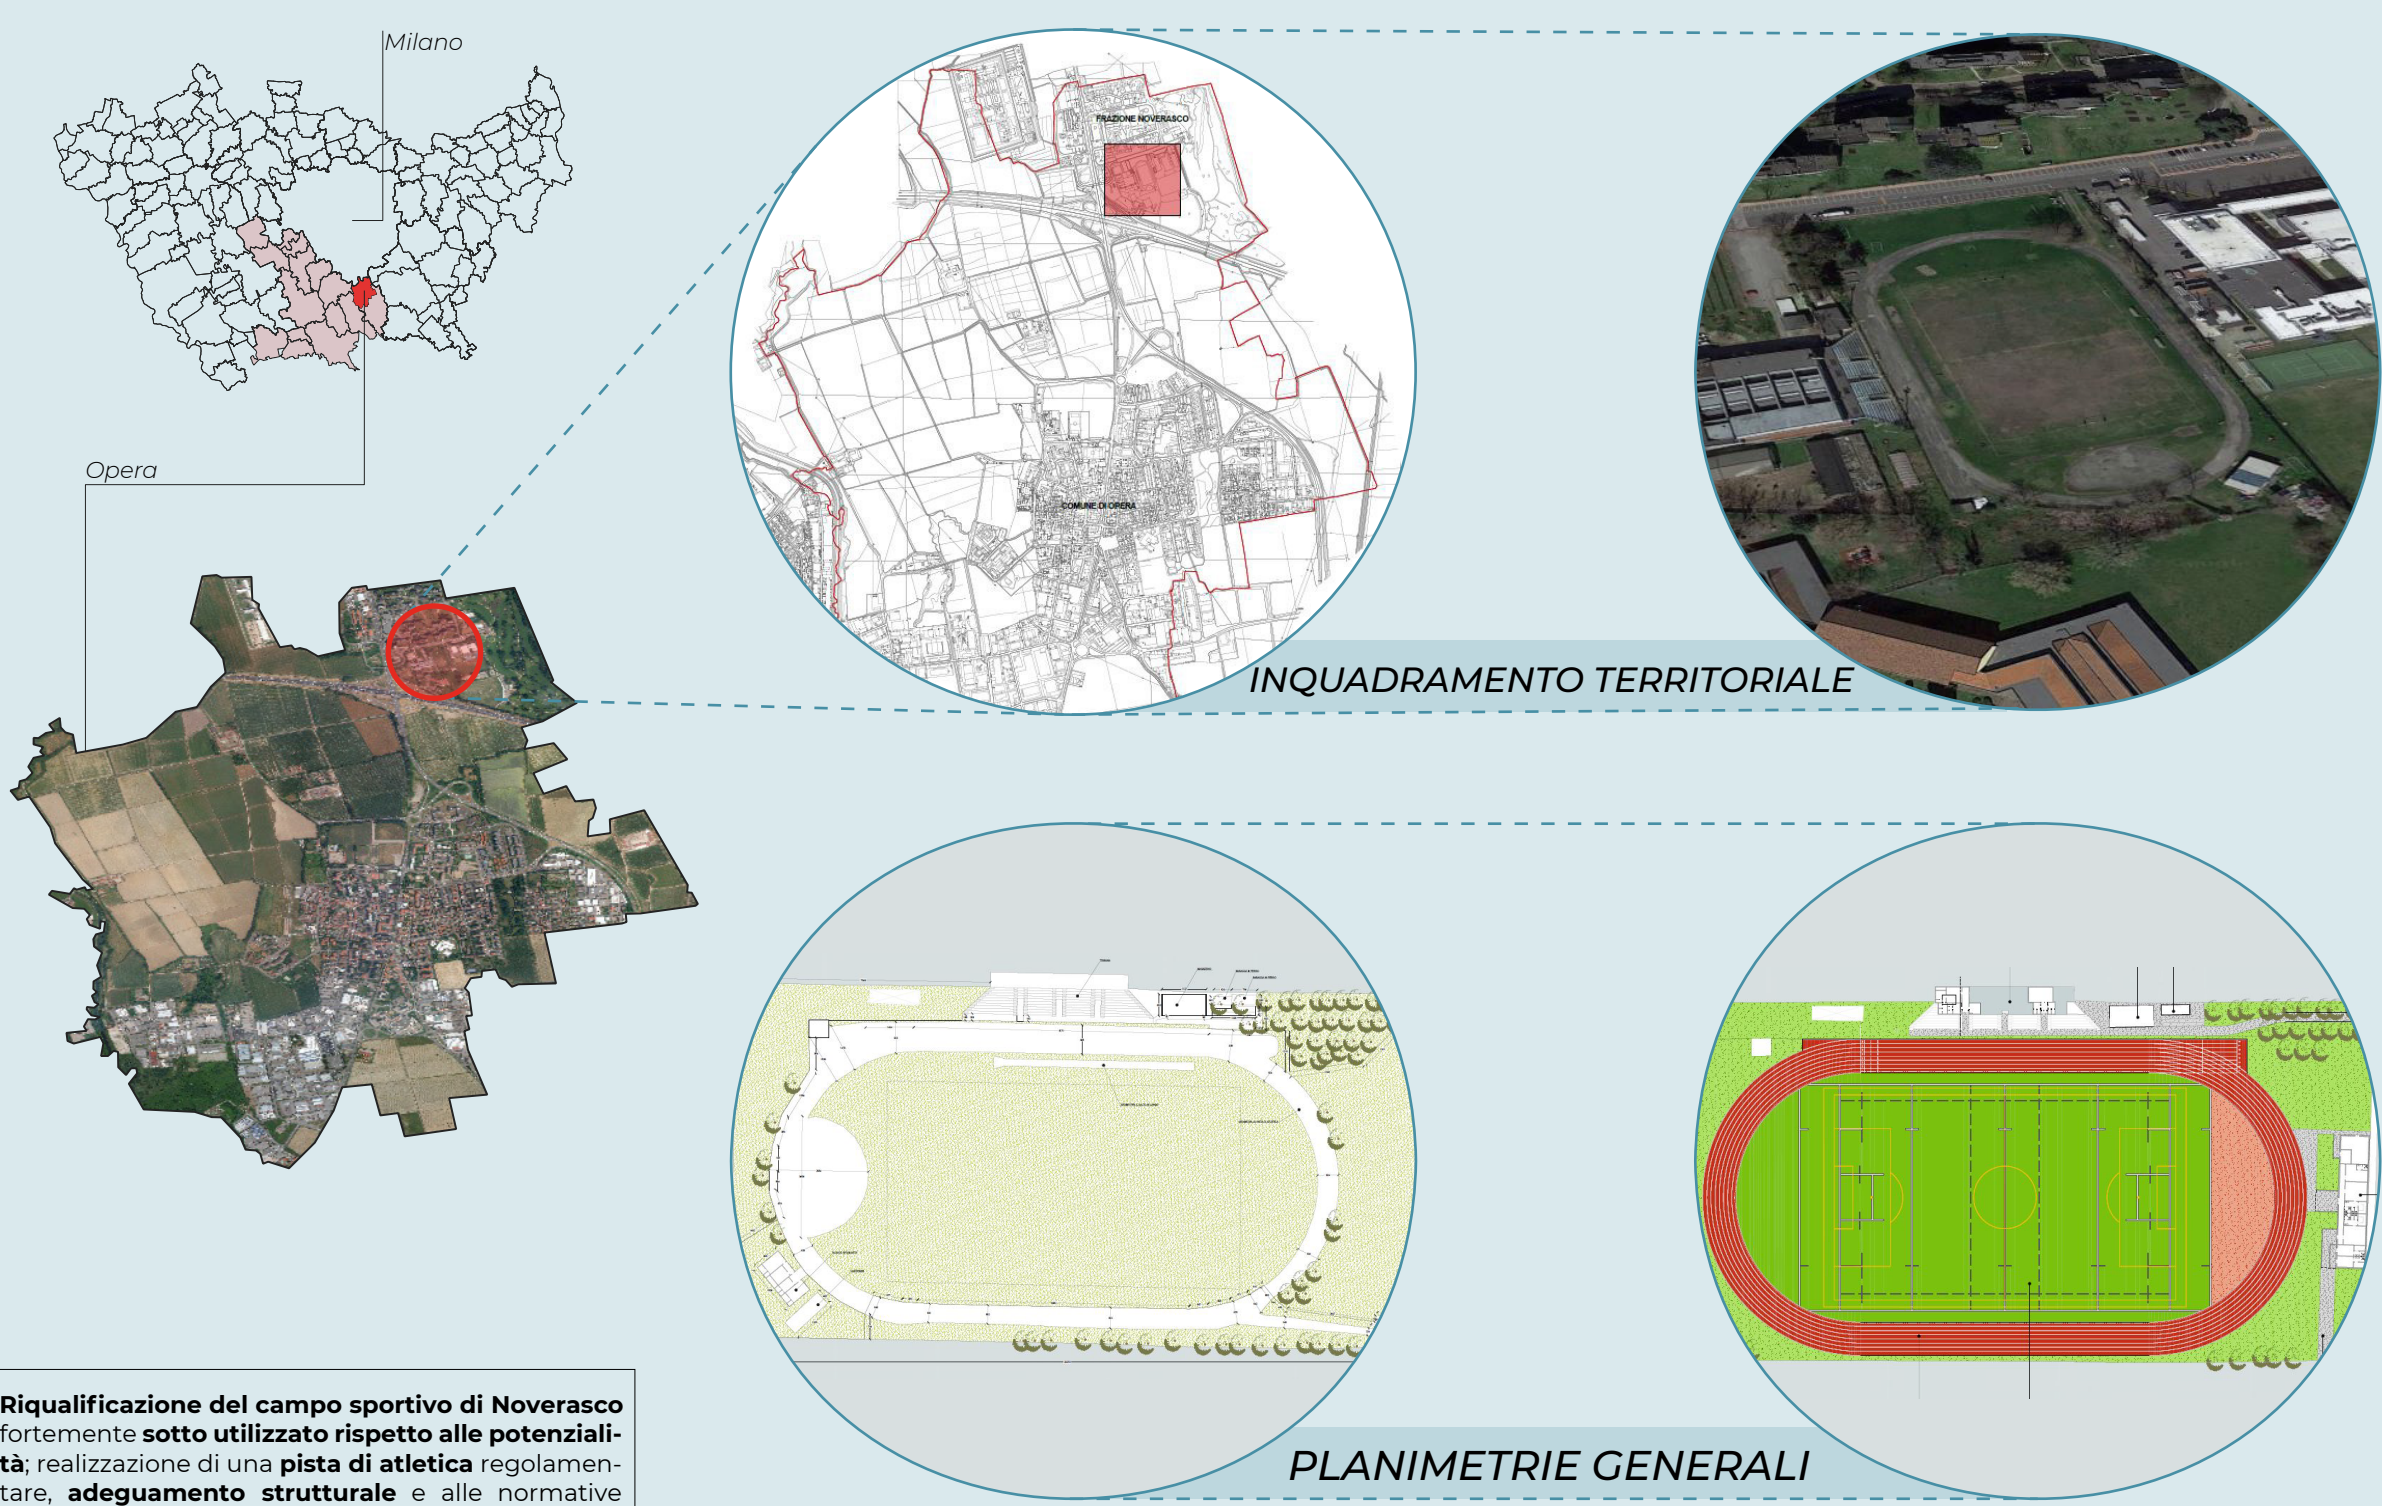 Milano
Opera
FRAZIONE NOVERASCO
COMUNE DI OPERA
INQUADRAMENTO TERRITORIALE
PLANIMETRIE GENERALI
Riqualificazione del campo sportivo di Noverasco
fortemente sotto utilizzato rispetto alle potenziali-
tà; realizzazione di una pista di atletica regolamen-
tare, adeguamento strutturale e alle normative